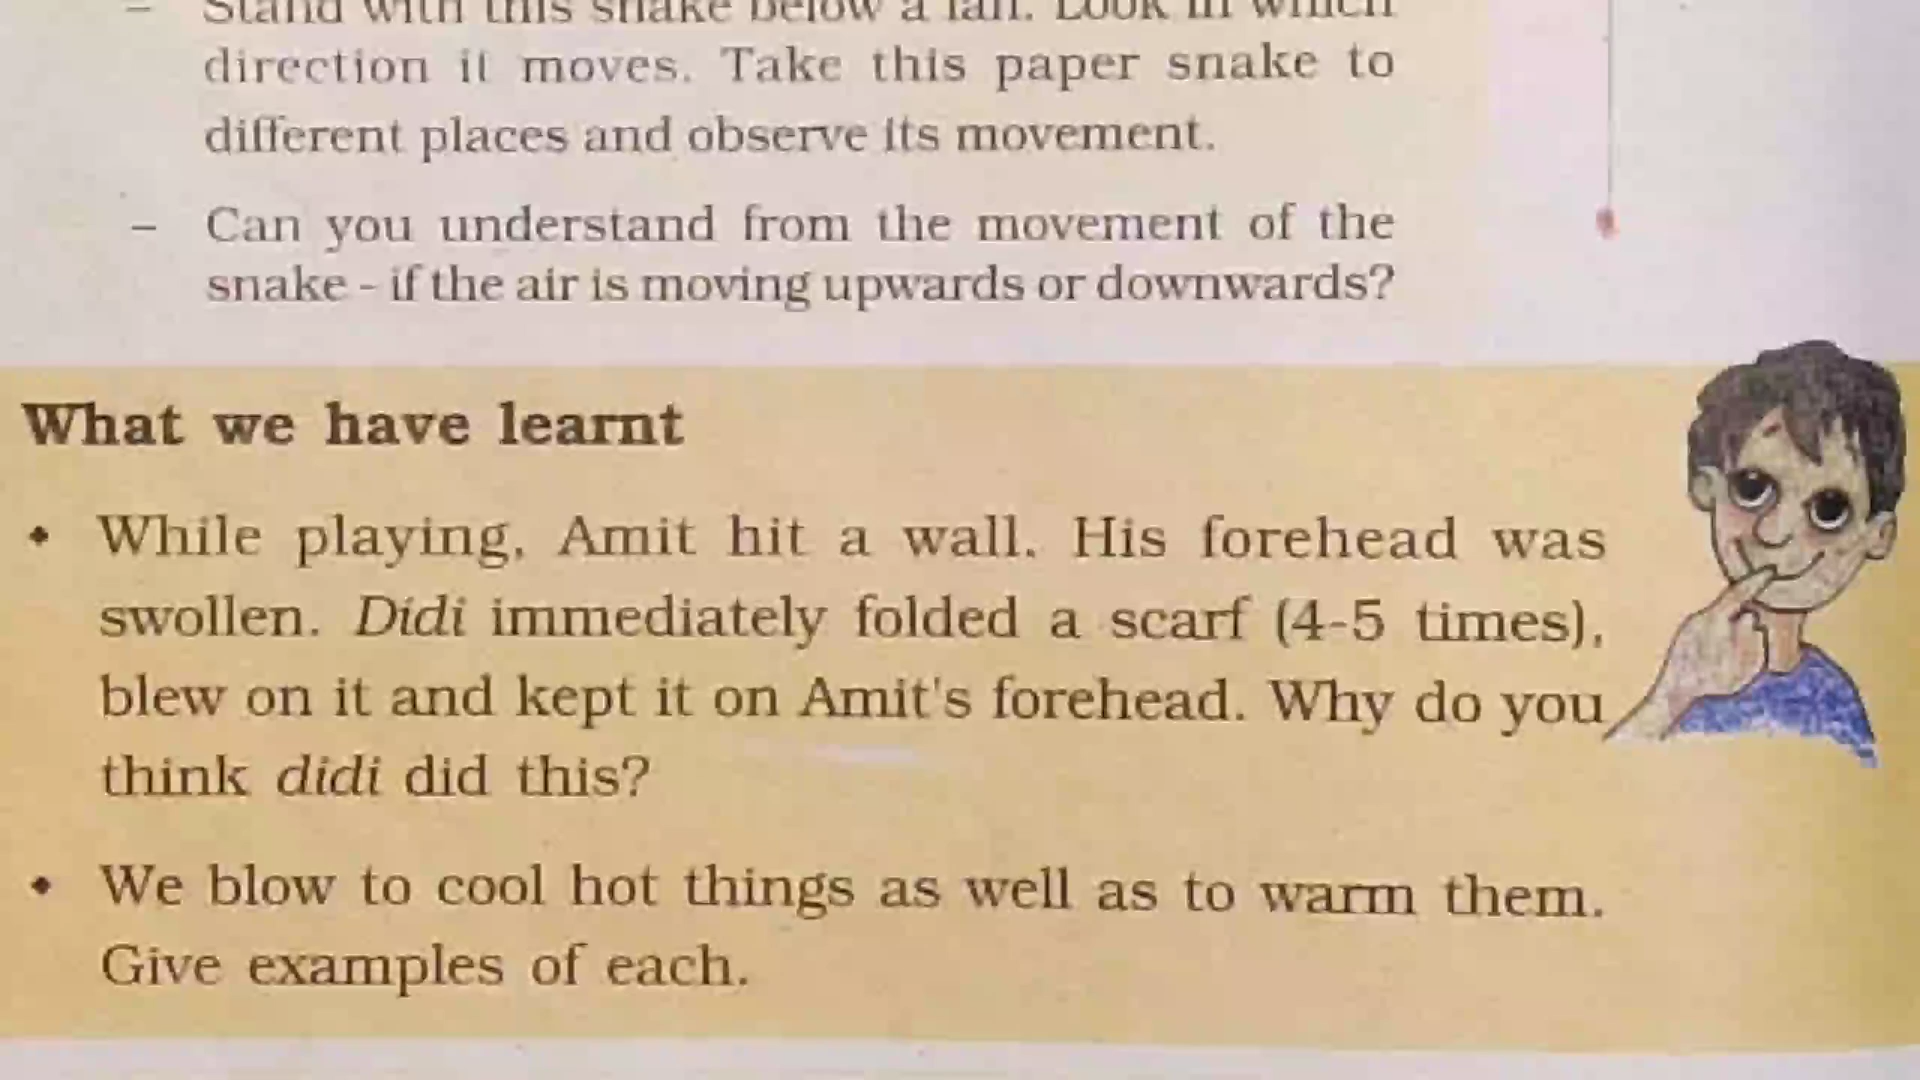 – Stand with this snake below a fan. Look in which
direction it moves. Take this paper snake to
different places and observe its movement.
– Can you understand from the movement of the
snake - if the air is moving upwards or downwards?
What we have learnt
• While playing, Amit hit a wall. His forehead was
swollen. Didi immediately folded a scarf (4-5 times),
blew on it and kept it on Amit's forehead. Why do you
think didi did this?
• We blow to cool hot things as well as to warm them.
Give examples of each.